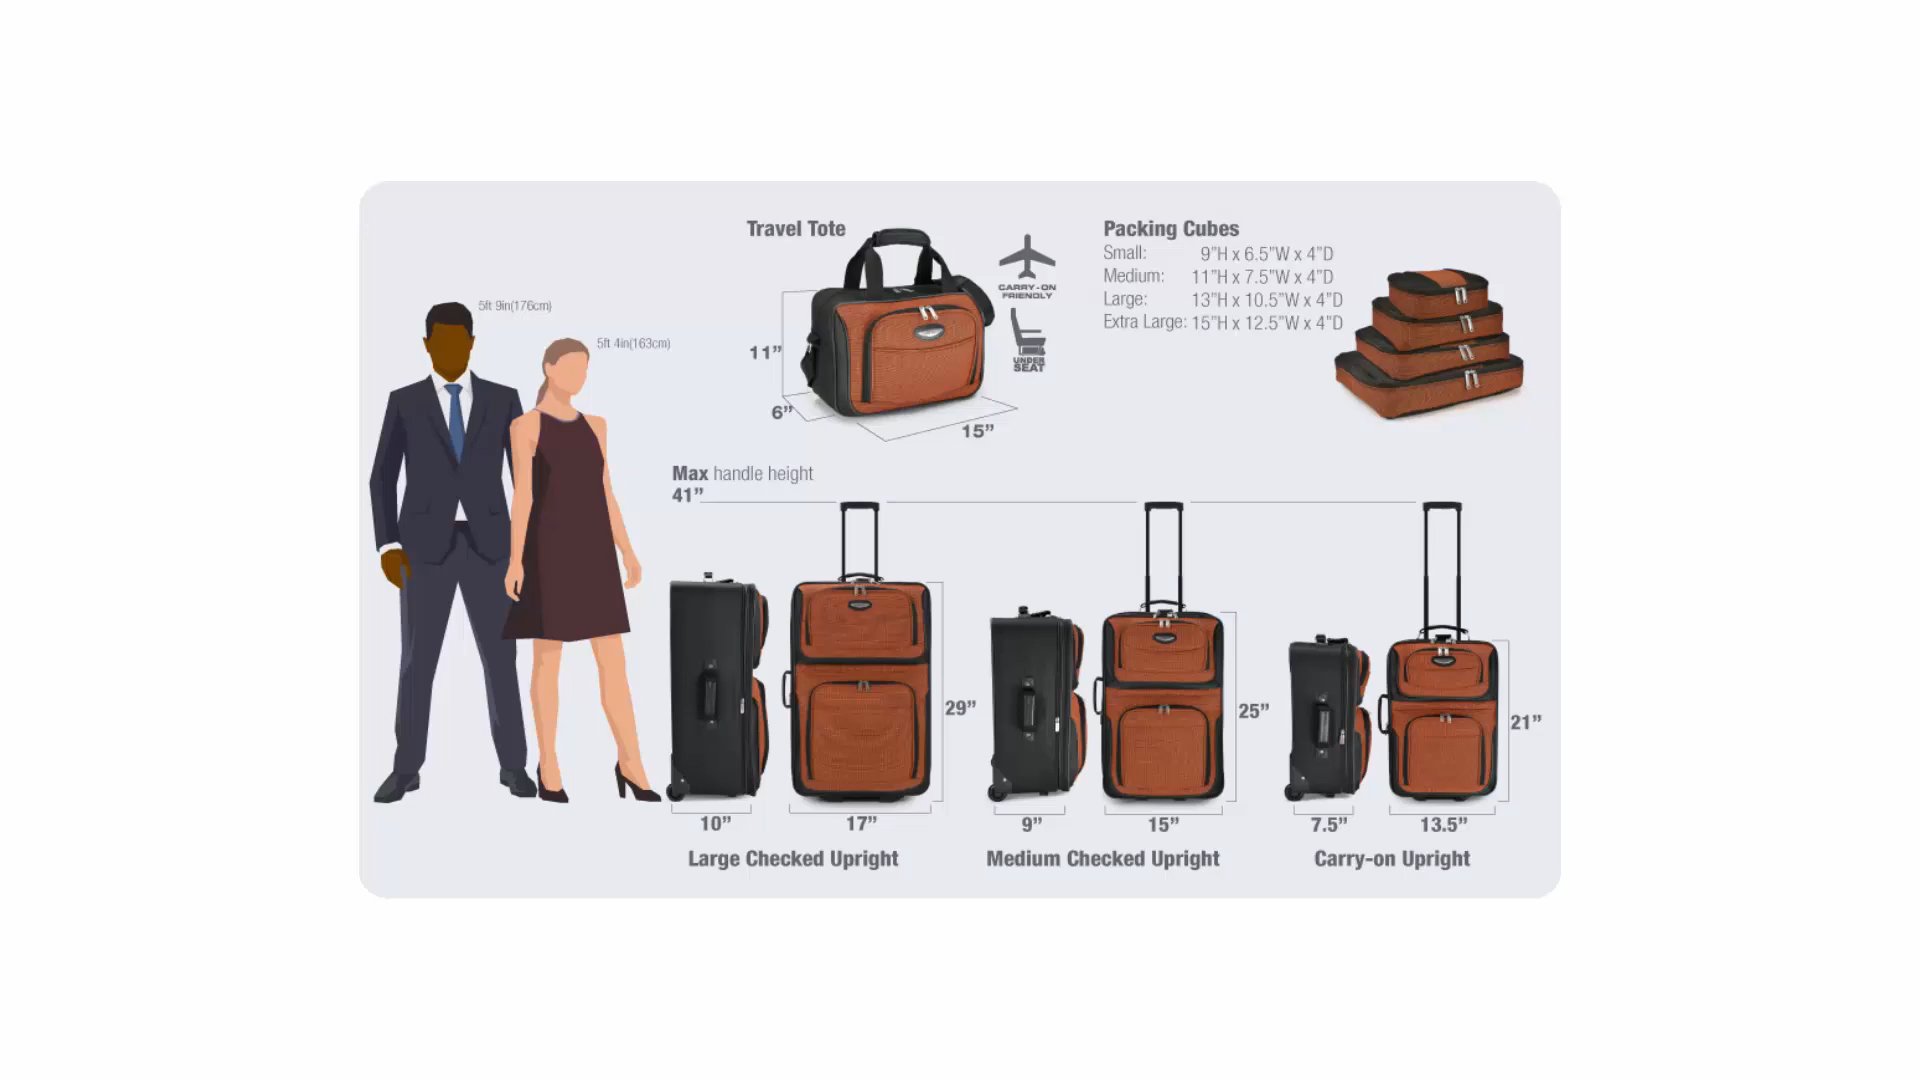 Travel Tote
CARRY-ON
FRIENDLY
UNDER
SEAT
11”
6”
15”
Packing Cubes
Small: 9”H x 6.5”W x 4”D
Medium: 11”H x 7.5”W x 4”D
Large: 13”H x 10.5”W x 4”D
Extra Large: 15”H x 12.5”W x 4”D
5ft 9in(176cm)
5ft 4in(163cm)
Max handle height
41”
29”
10”
17”
Large Checked Upright
25”
9”
15”
Medium Checked Upright
21”
7.5”
13.5”
Carry-on Upright